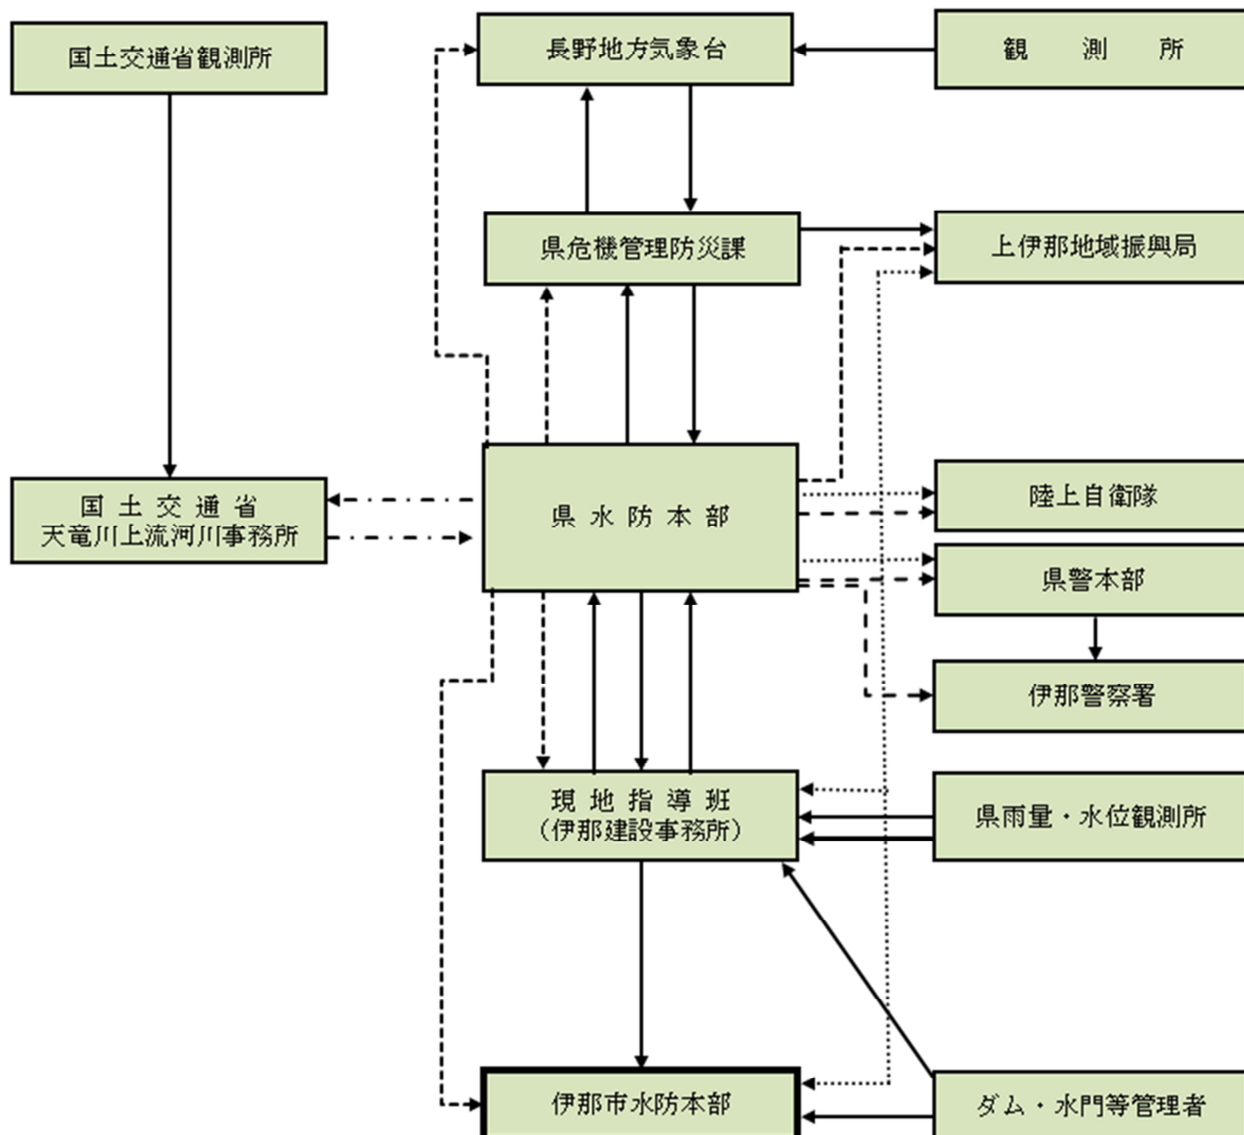 国土交通省観測所
長野地方気象台
観測所
県危機管理防災課
上伊那地域振興局
国土交通省
天竜川上流河川事務所
県水防本部
陸上自衛隊
県警本部
伊那警察署
現地指導班
(伊那建設事務所)
県雨量・水位観測所
伊那市水防本部
ダム・水門等管理者